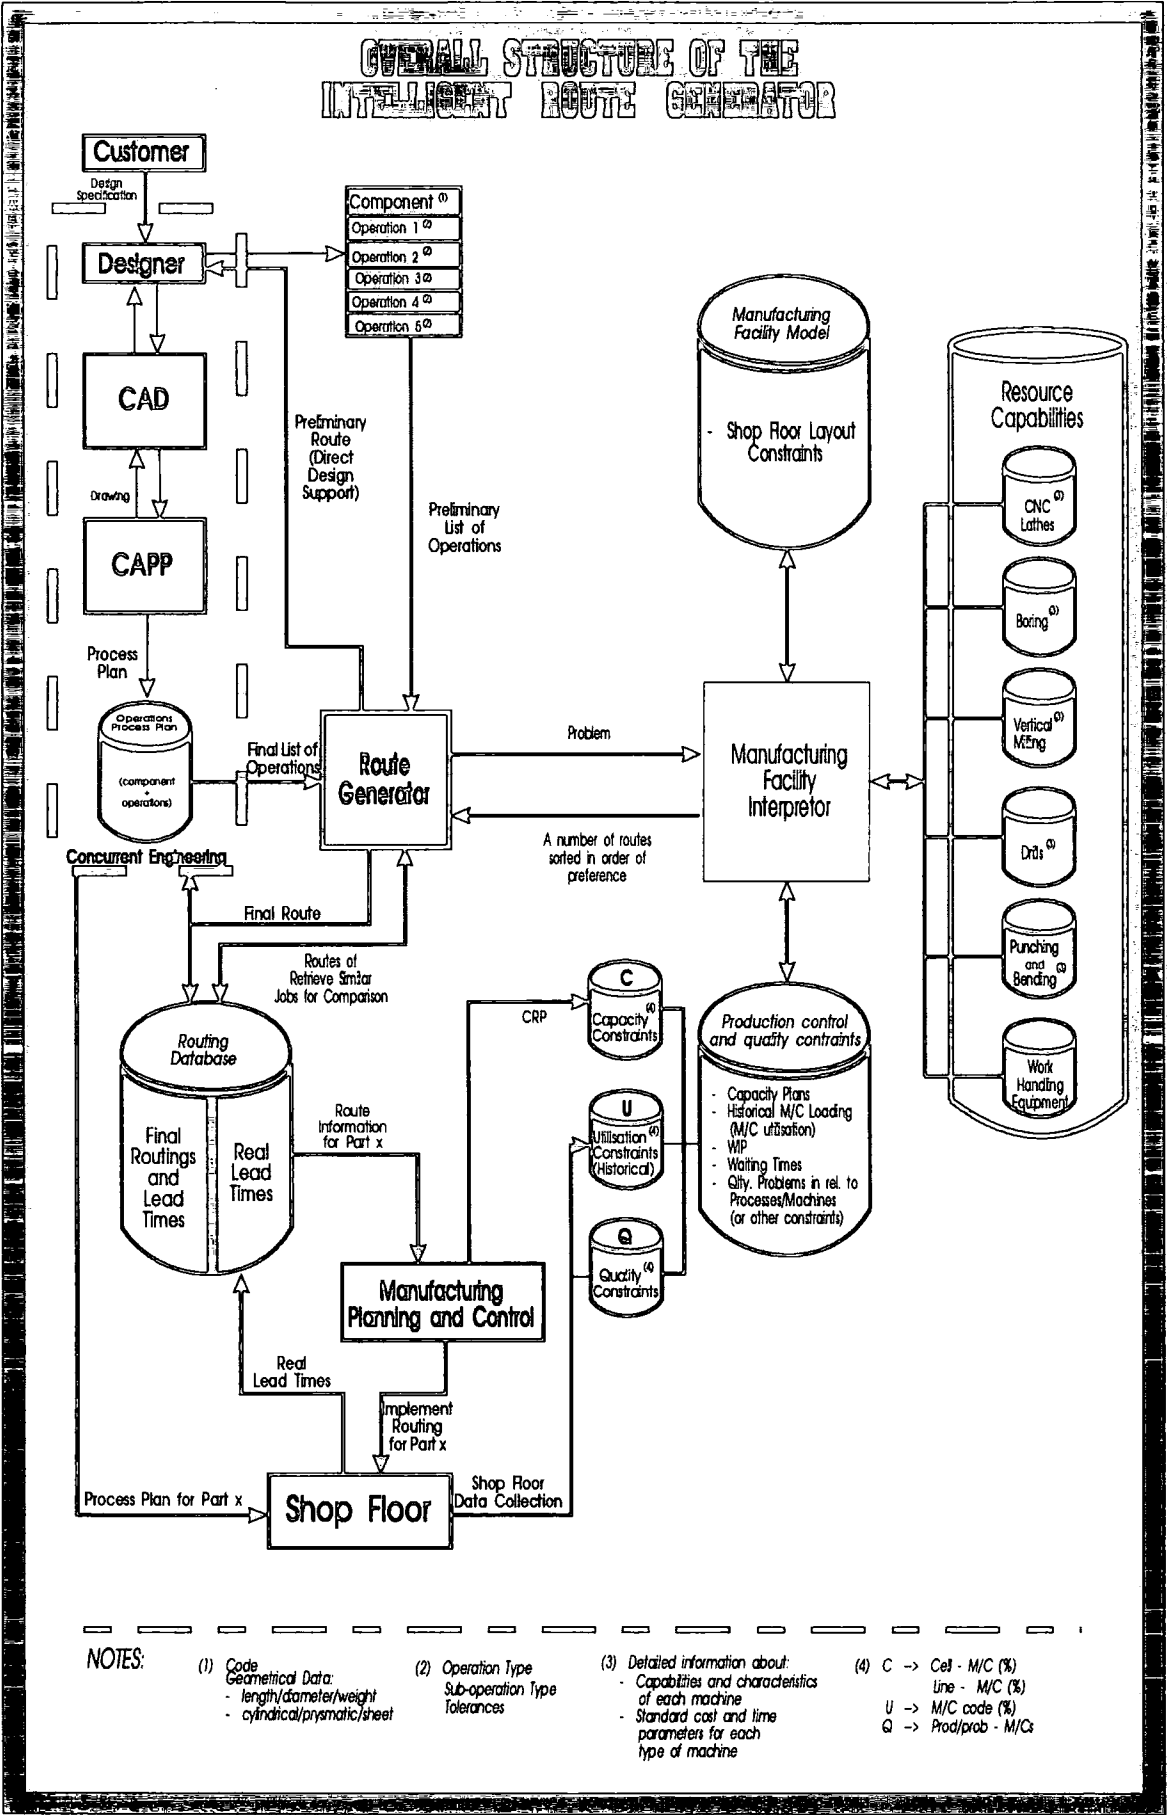 OVERALL STRUCTURE OF THE
INTELLIGENT ROUTE GENERATOR
Customer
Design
Specification
Designer
CAD
Drawing
CAPP
Process
Plan
Operations
Process Plan
(component
+
operations)
Concurrent Engineering
Component (1)
Operation 1 (2)
Operation 2 (2)
Operation 3 (2)
Operation 4 (2)
Operation 5 (2)
Preliminary
Route
(Direct
Design
Support)
Preliminary
List of
Operations
Final List of
Operations
Route
Generator
Problem
A number of routes
sorted in order of
preference
Manufacturing
Facility Model
- Shop Floor Layout
Constraints
Manufacturing
Facility
Interpretor
Resource
Capabilities
CNC (3)
Lathes
Boring (3)
Vertical (3)
Milling
Drills (3)
Punching
and
Bending (3)
Work
Handling
Equipment
Final Route
Routes of
Retrieve Similar
Jobs for Comparison
Routing
Database
Final
Routings
and
Lead
Times
Real
Lead
Times
Route
Information
for Part x
CRP
C
Capacity (4)
Constraints
U
Utilisation (4)
Constraints
(Historical)
Q
Quality (4)
Constraints
Production control
and quality contraints
- Capacity Plans
- Historical M/C Loading
(M/C utilisation)
- WIP
- Waiting Times
- Qlty. Problems in rel. to
Processes/Machines
(or other constraints)
Manufacturing
Planning and Control
Real
Lead Times
Implement
Routing
for Part x
Process Plan for Part x
Shop Floor
Shop Floor
Data Collection
NOTES:
(1) Code
Geometrical Data:
- length/diameter/weight
- cylindrical/prysmatic/sheet
(2) Operation Type
Sub-operation Type
Tolerances
(3) Detailed information about:
- Capabilities and characteristics
of each machine
- Standard cost and time
parameters for each
type of machine
(4) C -> Cell - M/C (%)
Line - M/C (%)
U -> M/C code (%)
Q -> Prod/prob - M/Cs